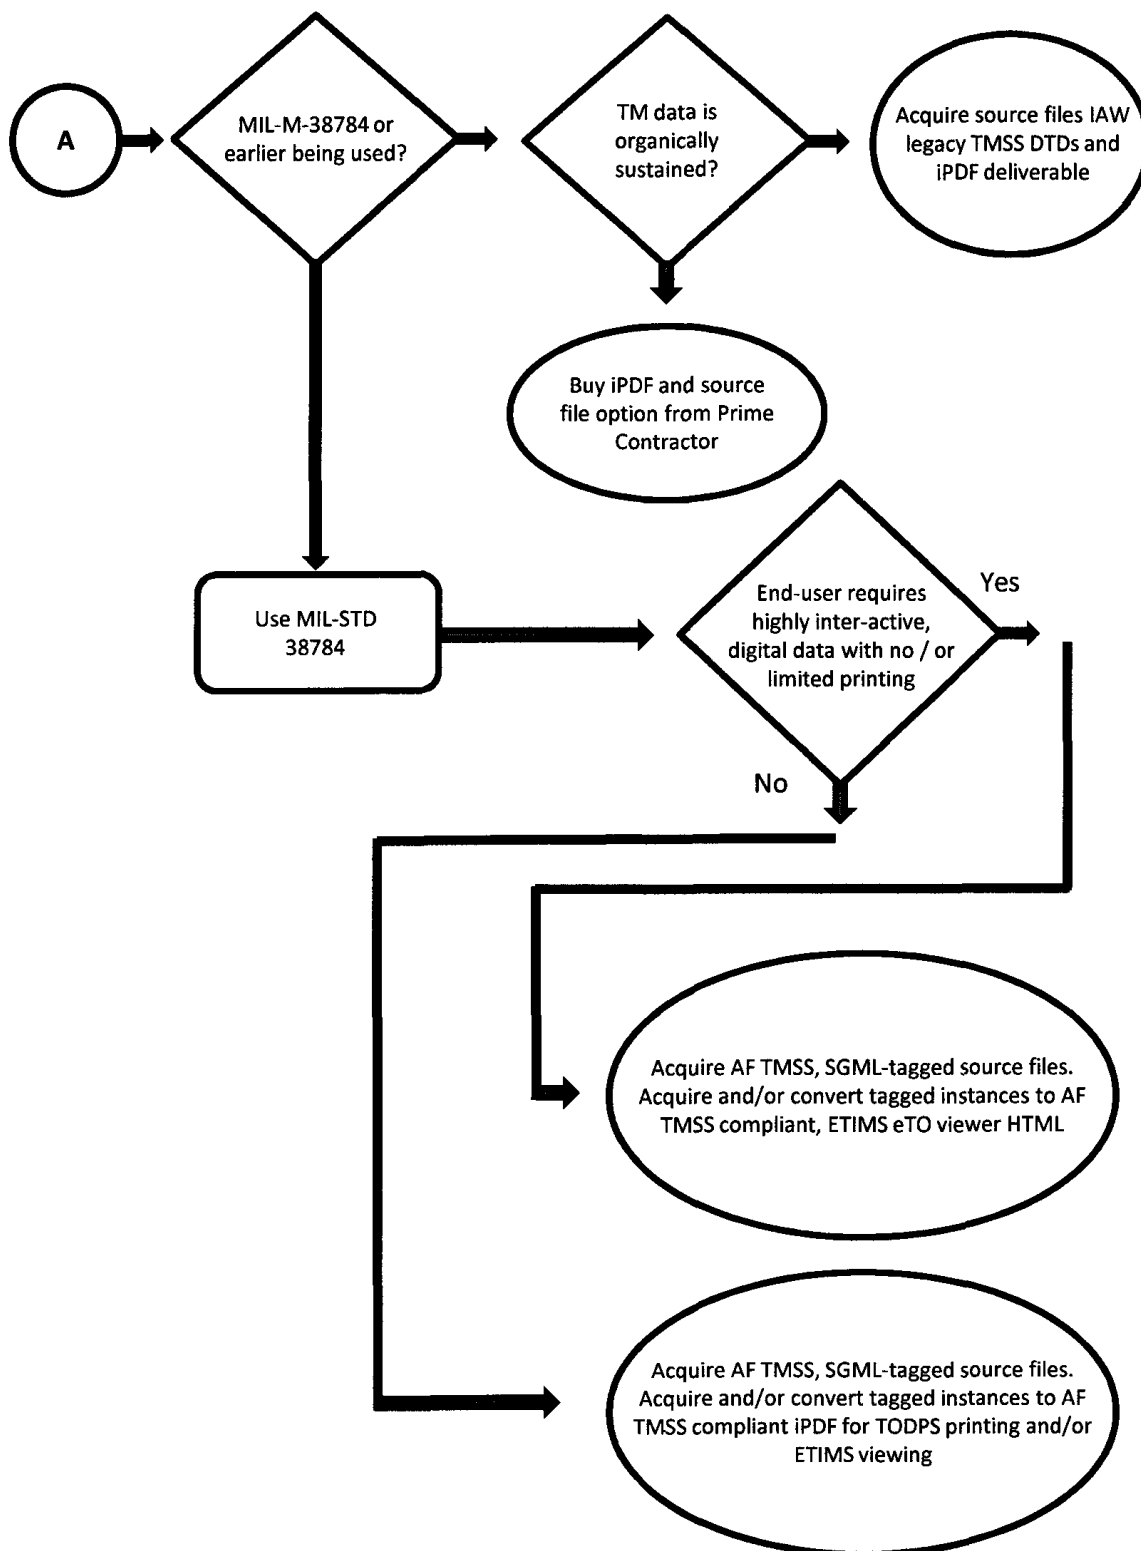 A
MIL-M-38784 or
earlier being used?
TM data is
organically
sustained?
Acquire source files IAW
legacy TMSS DTDs and
iPDF deliverable
Buy iPDF and source
file option from Prime
Contractor
Use MIL-STD
38784
End-user requires
highly inter-active,
digital data with no / or
limited printing
Yes
No
Acquire AF TMSS, SGML-tagged source files.
Acquire and/or convert tagged instances to AF
TMSS compliant, ETIMS eTO viewer HTML
Acquire AF TMSS, SGML-tagged source files.
Acquire and/or convert tagged instances to AF
TMSS compliant iPDF for TODPS printing and/or
ETIMS viewing